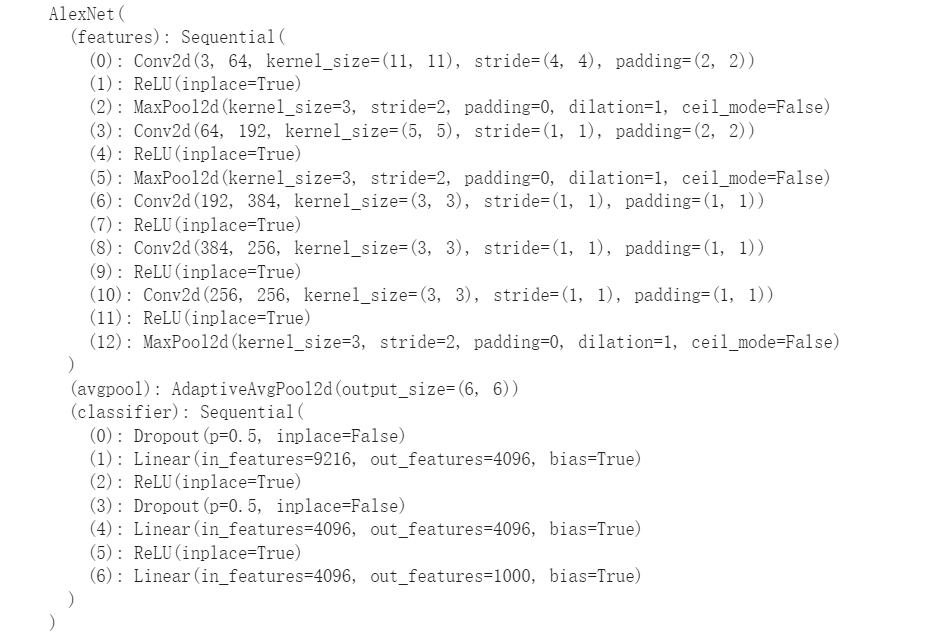 AlexNet(
  (features): Sequential(
    (0): Conv2d(3, 64, kernel_size=(11, 11), stride=(4, 4), padding=(2, 2))
    (1): ReLU(inplace=True)
    (2): MaxPool2d(kernel_size=3, stride=2, padding=0, dilation=1, ceil_mode=False)
    (3): Conv2d(64, 192, kernel_size=(5, 5), stride=(1, 1), padding=(2, 2))
    (4): ReLU(inplace=True)
    (5): MaxPool2d(kernel_size=3, stride=2, padding=0, dilation=1, ceil_mode=False)
    (6): Conv2d(192, 384, kernel_size=(3, 3), stride=(1, 1), padding=(1, 1))
    (7): ReLU(inplace=True)
    (8): Conv2d(384, 256, kernel_size=(3, 3), stride=(1, 1), padding=(1, 1))
    (9): ReLU(inplace=True)
    (10): Conv2d(256, 256, kernel_size=(3, 3), stride=(1, 1), padding=(1, 1))
    (11): ReLU(inplace=True)
    (12): MaxPool2d(kernel_size=3, stride=2, padding=0, dilation=1, ceil_mode=False)
  )
  (avgpool): AdaptiveAvgPool2d(output_size=(6, 6))
  (classifier): Sequential(
    (0): Dropout(p=0.5, inplace=False)
    (1): Linear(in_features=9216, out_features=4096, bias=True)
    (2): ReLU(inplace=True)
    (3): Dropout(p=0.5, inplace=False)
    (4): Linear(in_features=4096, out_features=4096, bias=True)
    (5): ReLU(inplace=True)
    (6): Linear(in_features=4096, out_features=1000, bias=True)
  )
)